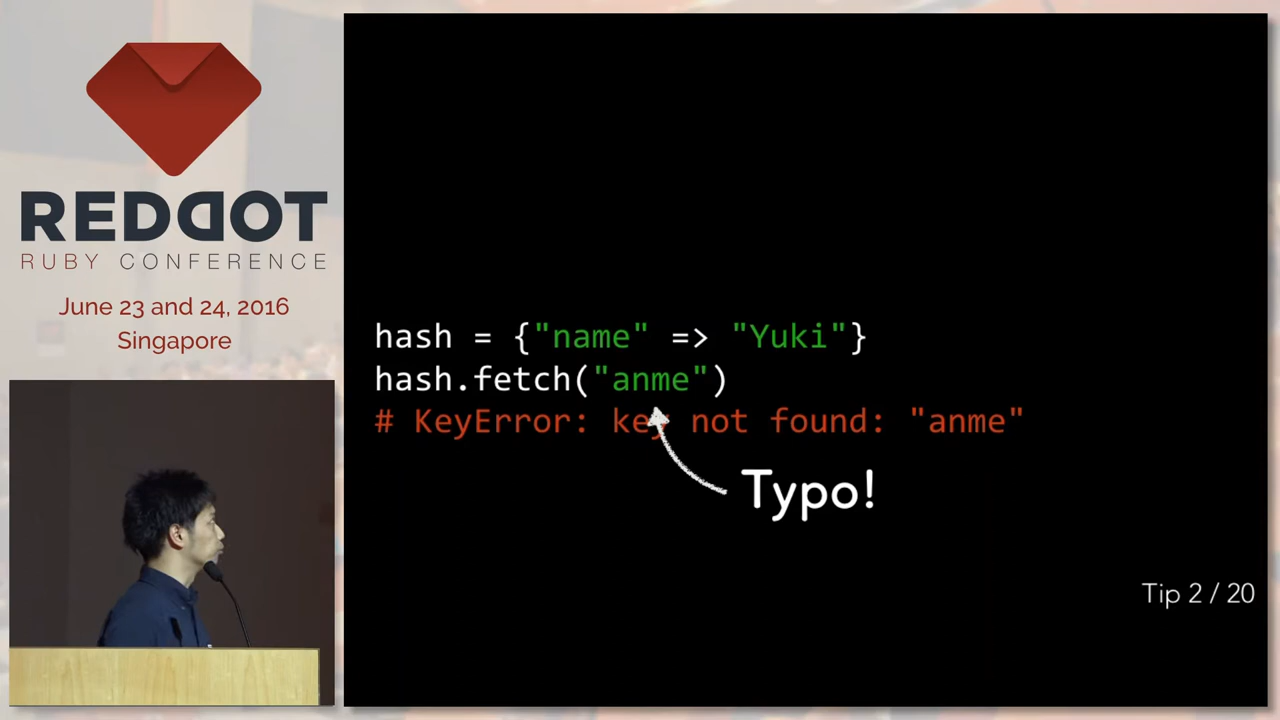 REDDOT
RUBY CONFERENCE
June 23 and 24, 2016
Singapore
hash = {"name" => "Yuki"}
hash.fetch("anme")
# KeyError: key not found: "anme"
Typo!
Tip 2 / 20